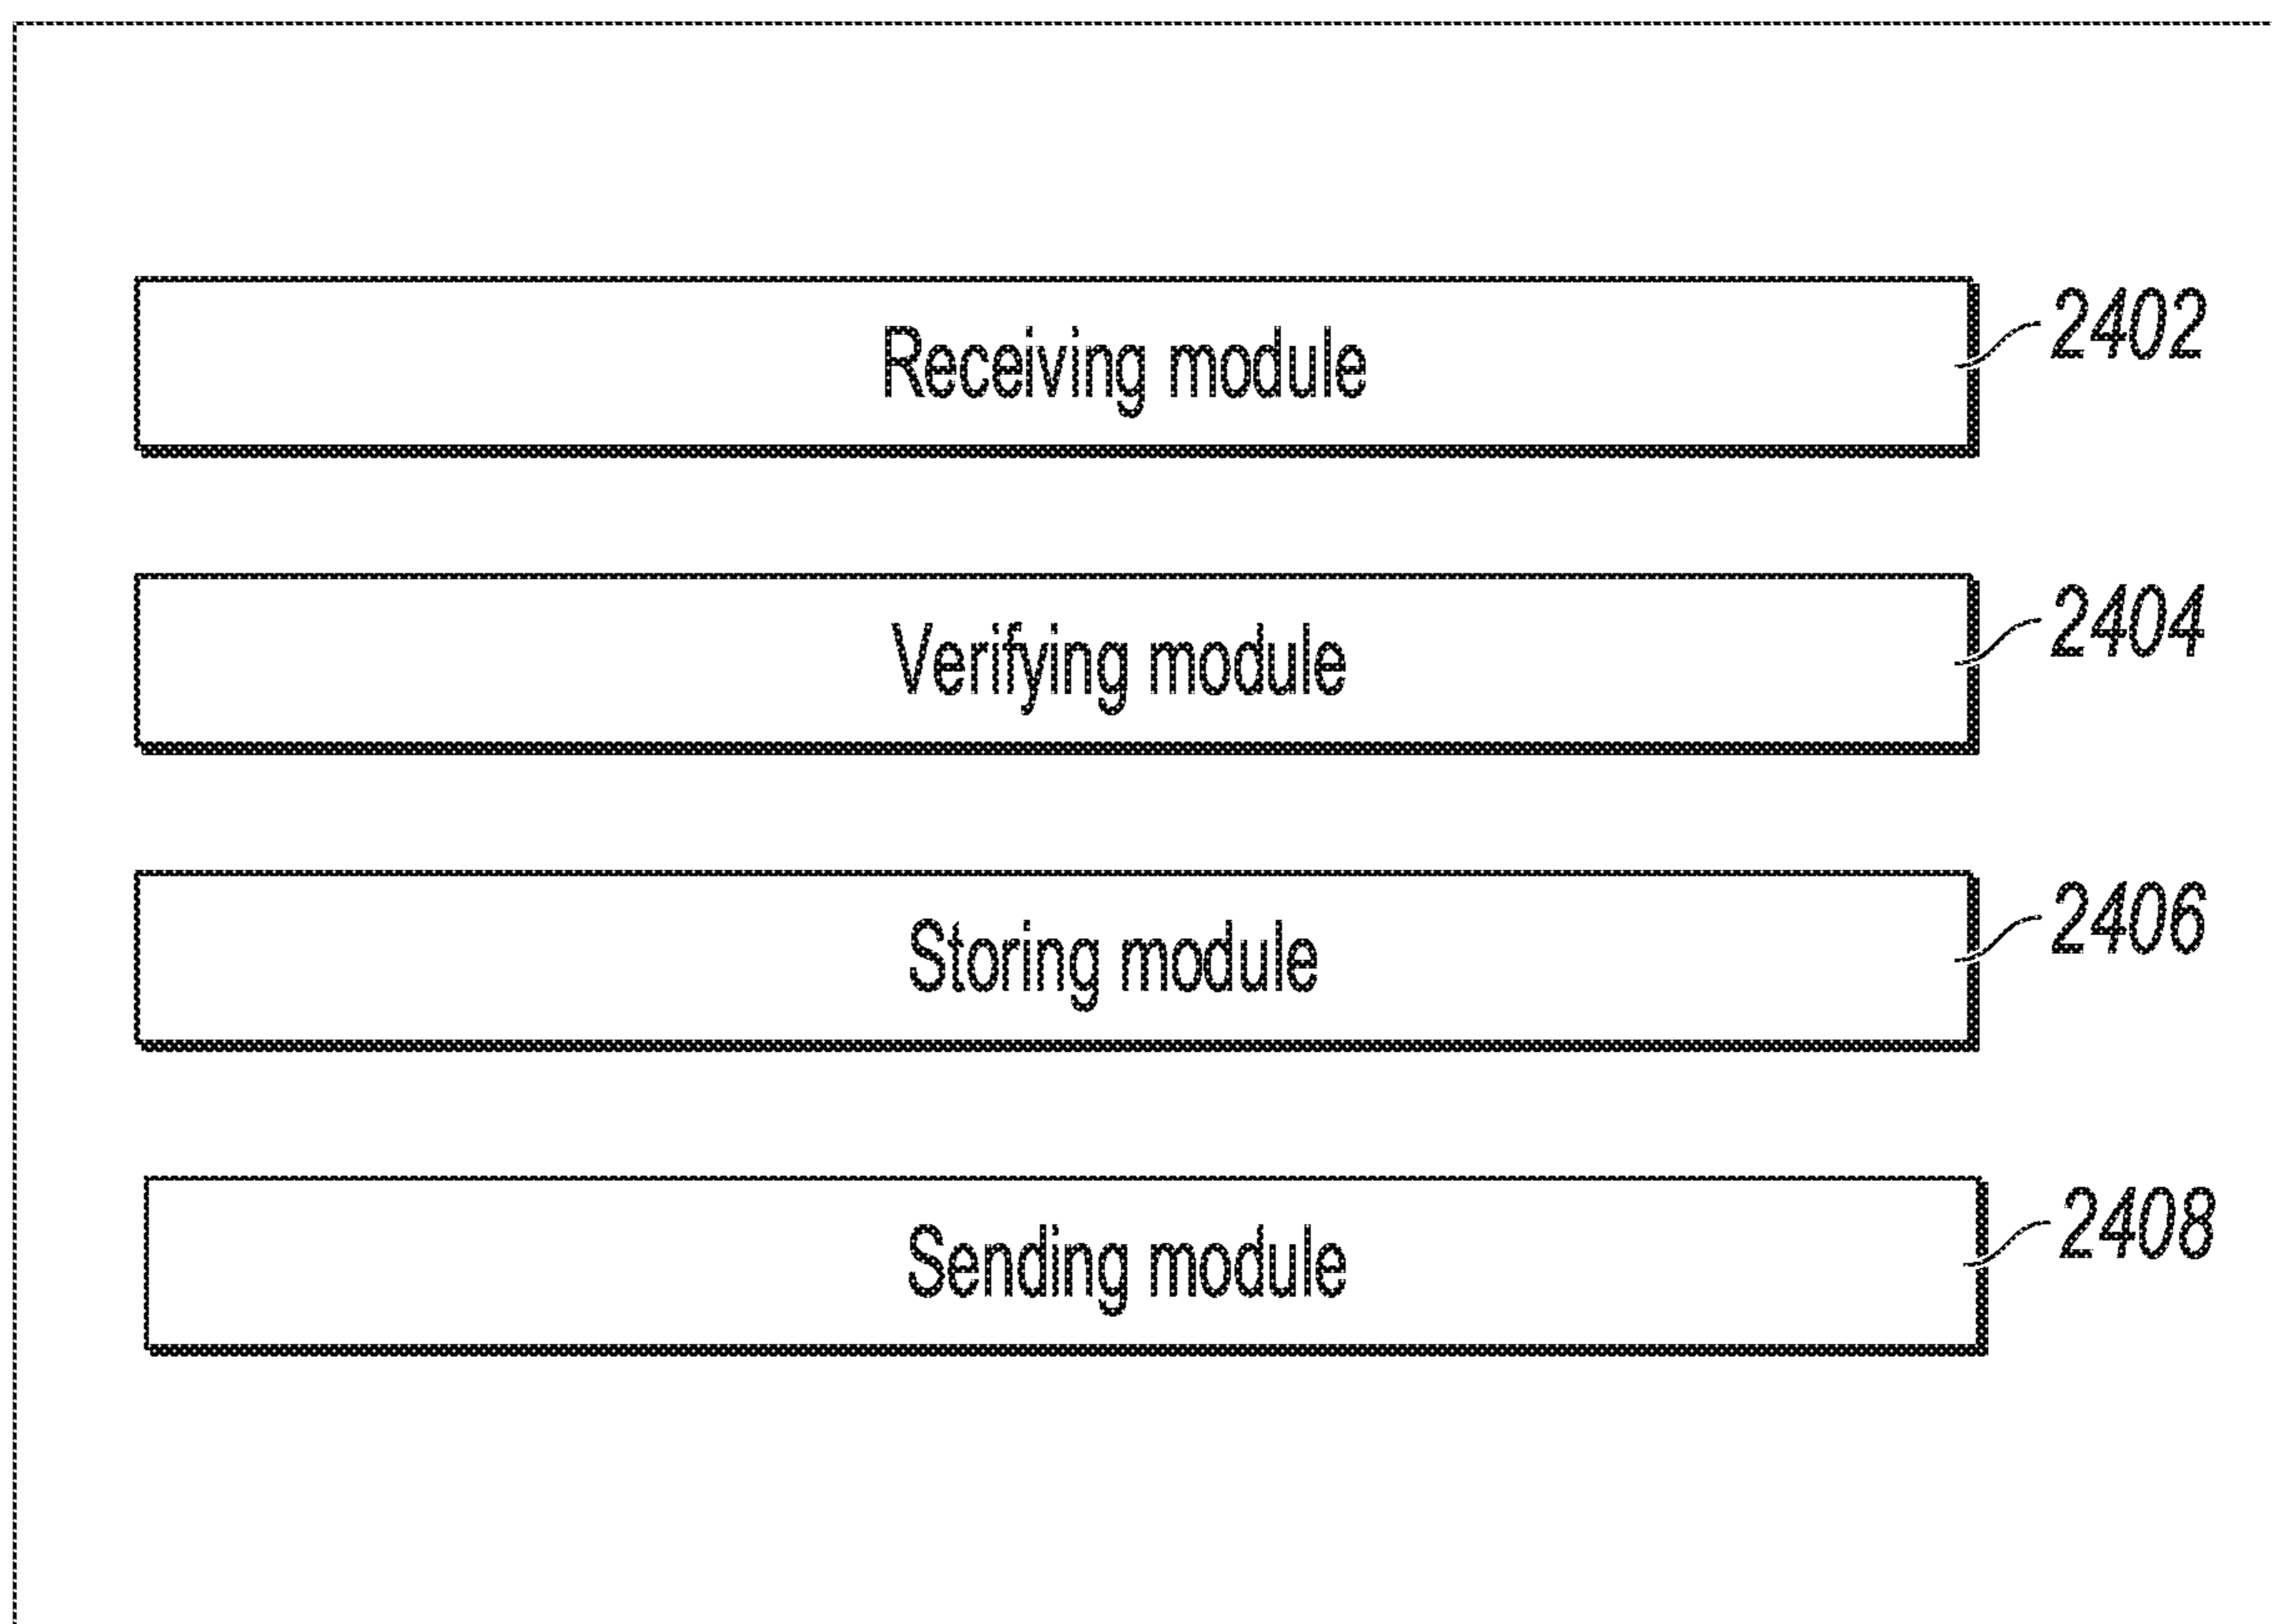 Receiving module 2402
Verifying module 2404
Storing module 2406
Sending module 2408